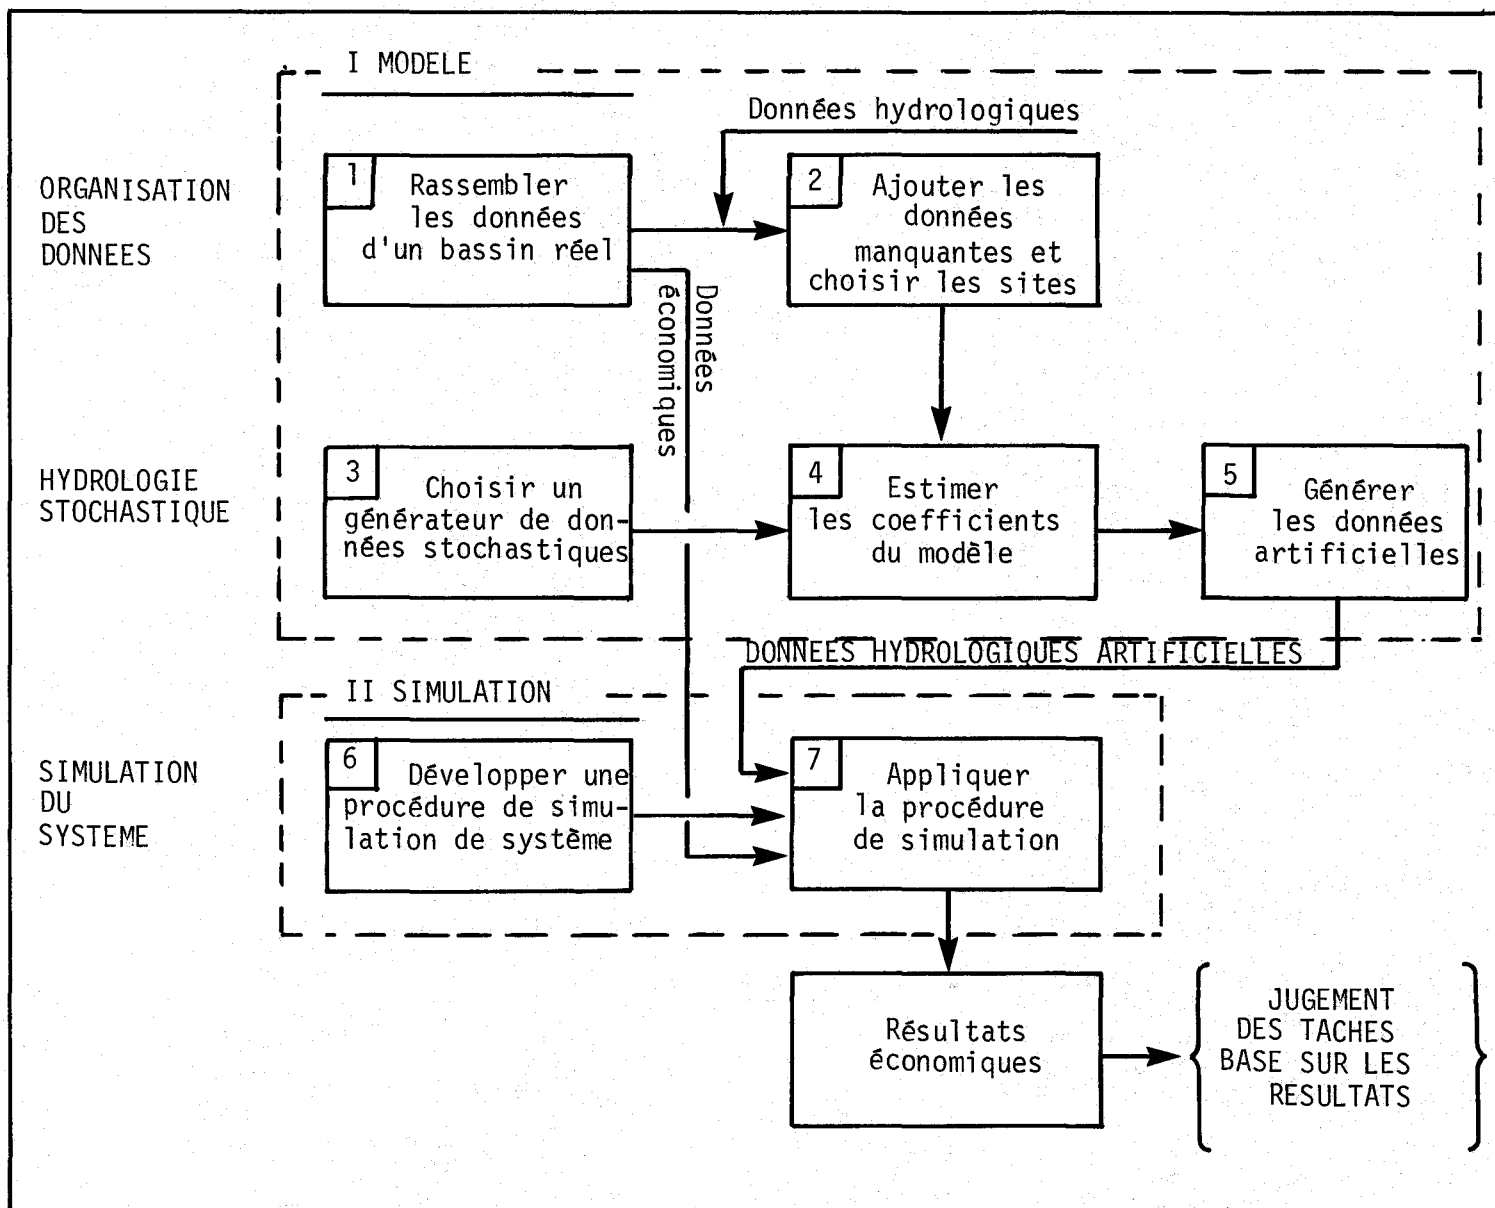 I MODELE
Données hydrologiques
ORGANISATION
DES
DONNEES
1
Rassembler
les données
d'un bassin réel
2
Ajouter les
données
manquantes et
choisir les sites
Données
économiques
HYDROLOGIE
STOCHASTIQUE
3
Choisir un
générateur de don-
nées stochastiques
4
Estimer
les coefficients
du modèle
5
Générer
les données
artificielles
DONNEES HYDROLOGIQUES ARTIFICIELLES
II SIMULATION
SIMULATION
DU
SYSTEME
6
Développer une
procédure de simu-
lation de système
7
Appliquer
la procédure
de simulation
Résultats
économiques
JUGEMENT
DES TACHES
BASE SUR LES
RESULTATS